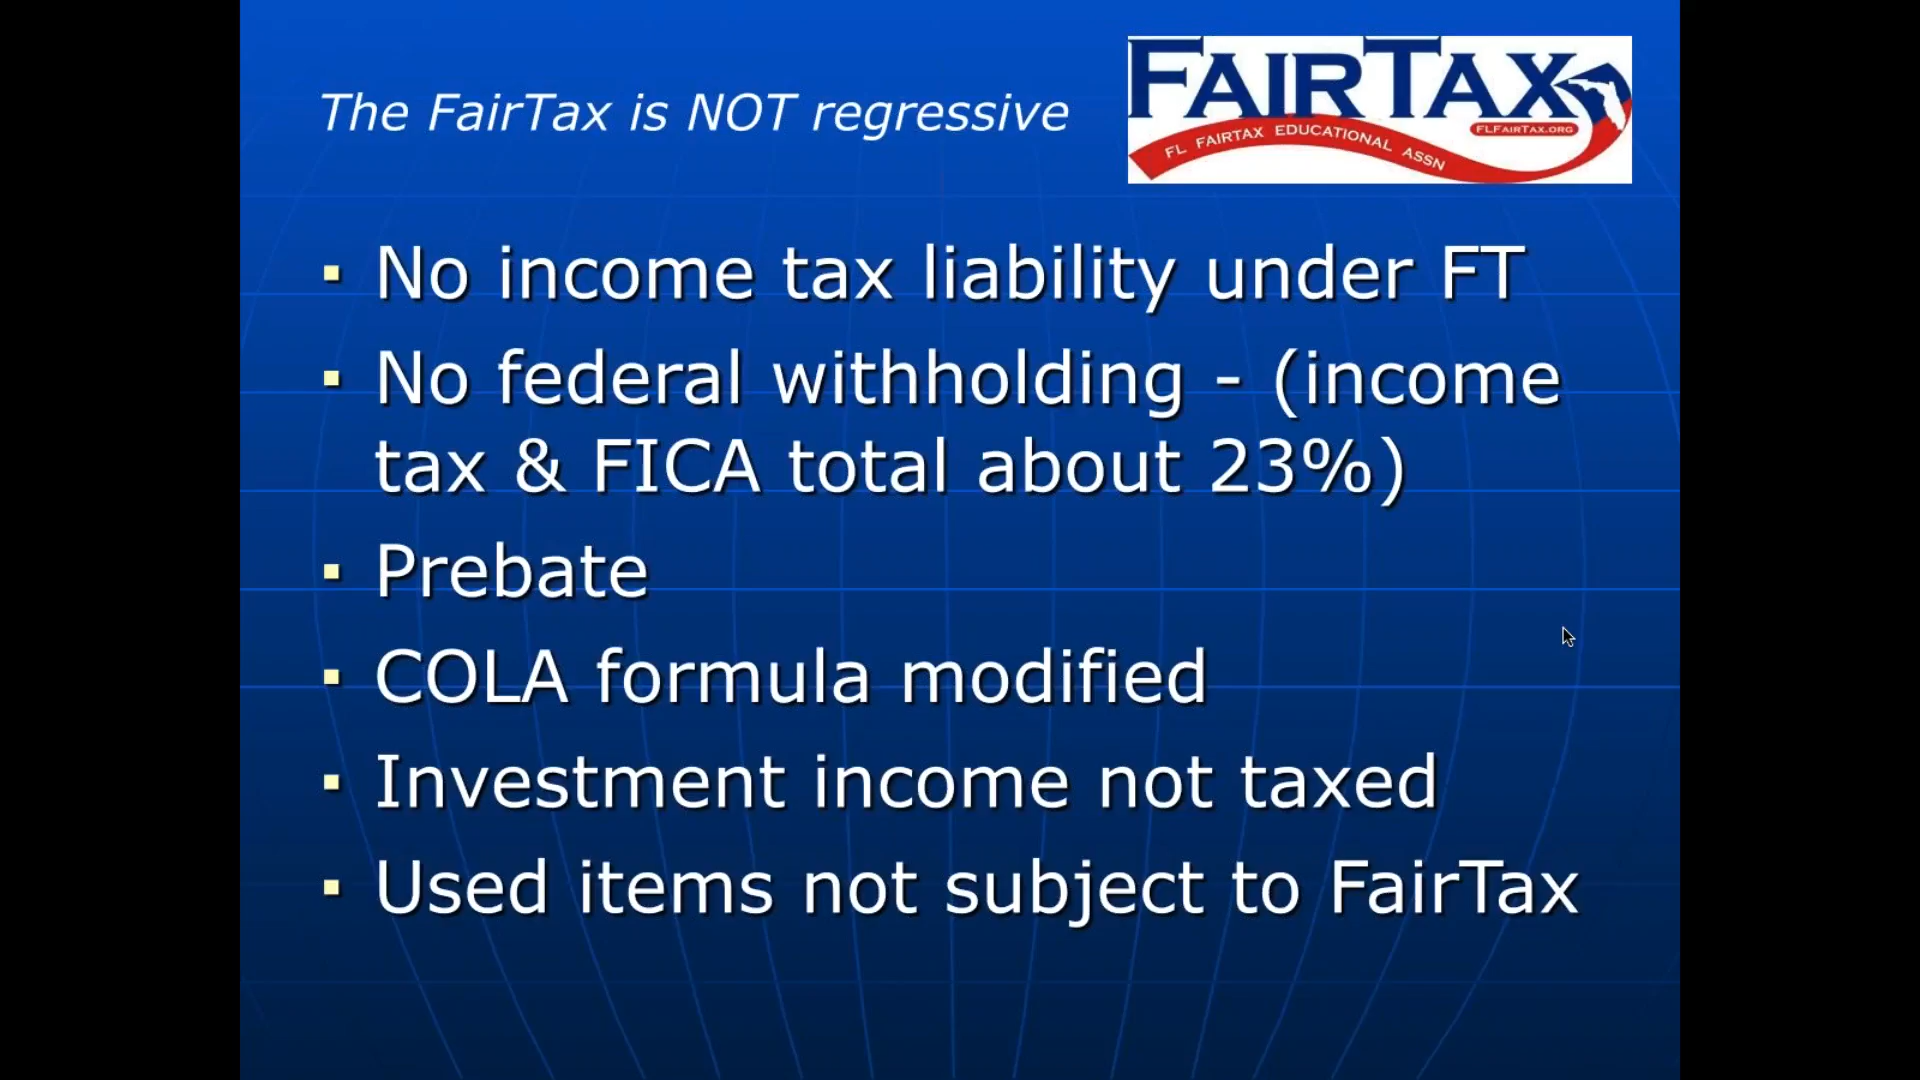 The FairTax is NOT regressive
FAIRTAX
FLFAIRTAX.ORG
FL FAIRTAX EDUCATIONAL ASSN
No income tax liability under FT
No federal withholding - (income
tax & FICA total about 23%)
Prebate
COLA formula modified
Investment income not taxed
Used items not subject to FairTax